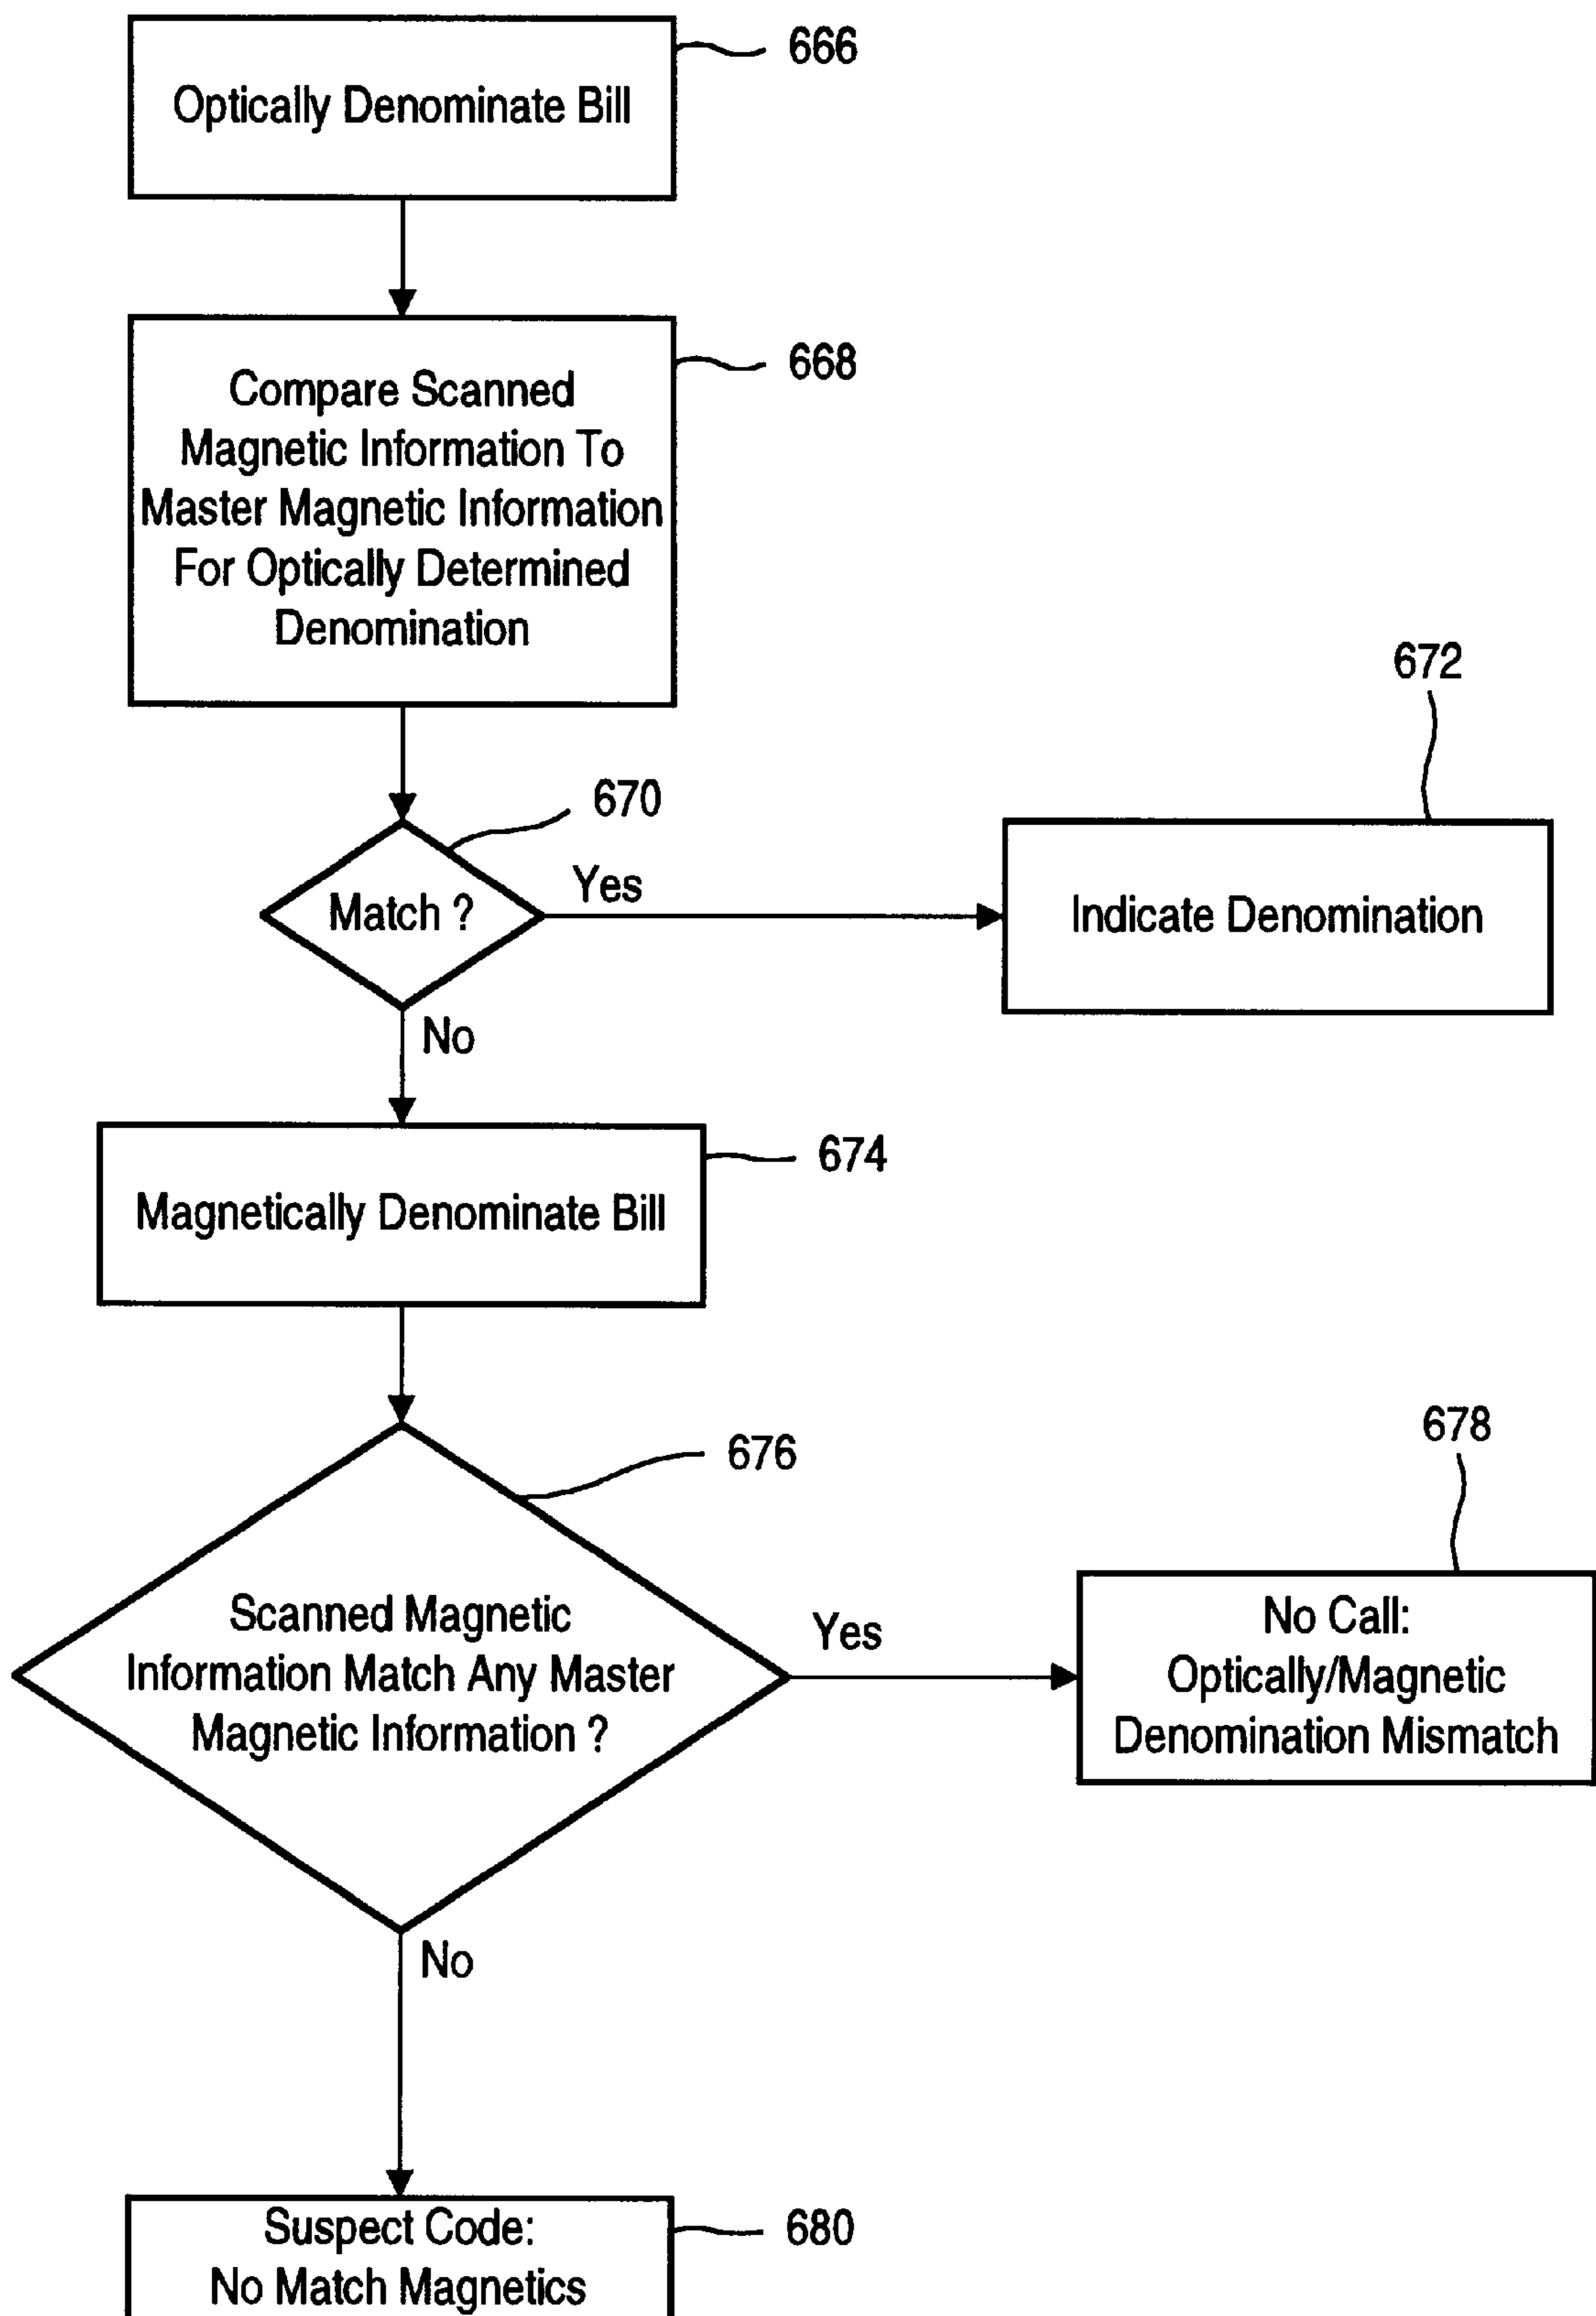 666
Optically Denominate Bill
668
Compare Scanned
Magnetic Information To
Master Magnetic Information
For Optically Determined
Denomination
672
670
Match ?
Yes
Indicate Denomination
No
674
Magnetically Denominate Bill
676
678
Scanned Magnetic
Information Match Any Master
Magnetic Information ?
Yes
No Call:
Optically/Magnetic
Denomination Mismatch
No
Suspect Code:
No Match Magnetics
680